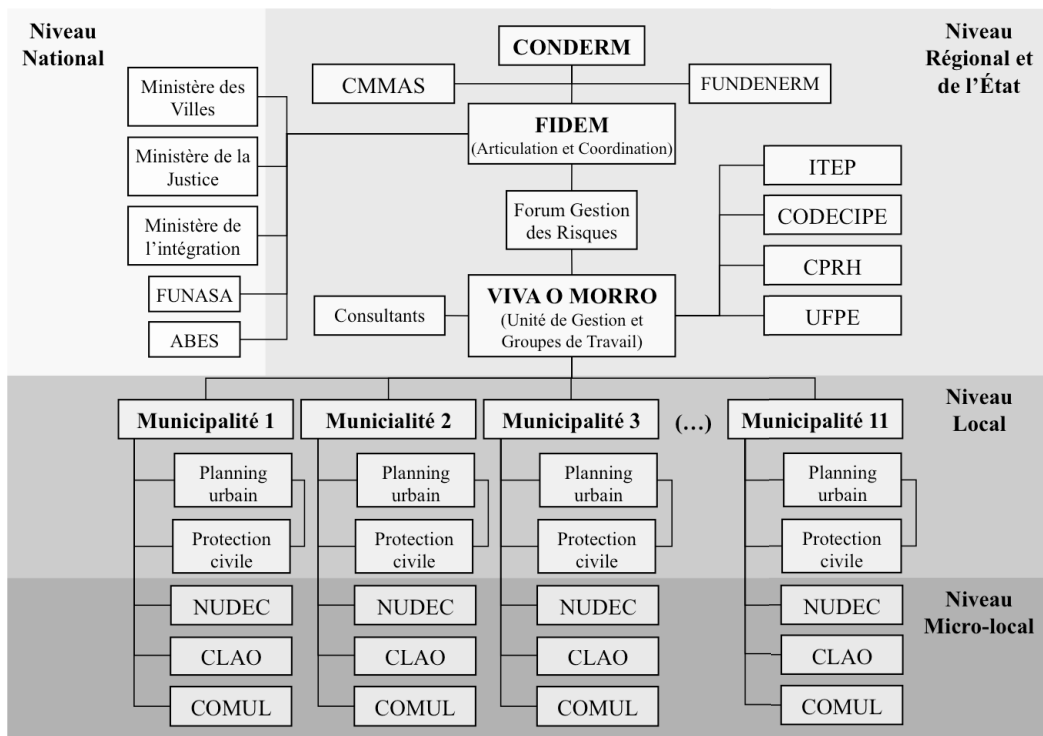 Niveau
National
CONDERM
Niveau
Régional et
de l'État
CMMAS
FUNDENERM
Ministère des
Villes
FIDEM
(Articulation et Coordination)
Ministère de la
Justice
ITEP
Forum Gestion
des Risques
CODECIPE
Ministère de
l'intégration
CPRH
FUNASA
VIVA O MORRO
(Unité de Gestion et
Groupes de Travail)
Consultants
UFPE
ABES
Niveau
Local
Municipalité 1
Municialité 2
Municipalité 3
(…)
Municipalité 11
Planning
urbain
Planning
urbain
Planning
urbain
Planning
urbain
Protection
civile
Protection
civile
Protection
civile
Protection
civile
Niveau
Micro-local
NUDEC
NUDEC
NUDEC
NUDEC
CLAO
CLAO
CLAO
CLAO
COMUL
COMUL
COMUL
COMUL